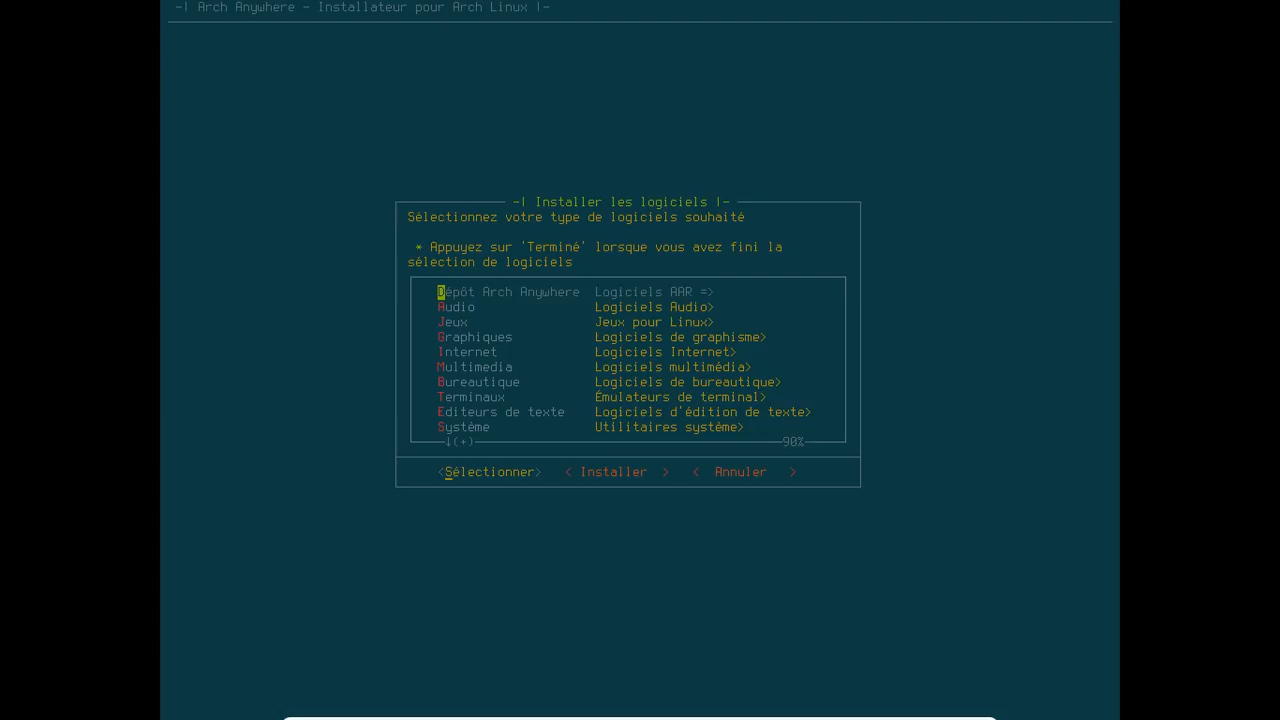 -| Arch Anywhere - Installateur pour Arch Linux |-
-| Installer les logiciels |-
Sélectionnez votre type de logiciels souhaité
* Appuyez sur 'Terminé' lorsque vous avez fini la
sélection de logiciels
Dépôt Arch Anywhere Logiciels AAR =>
Audio Logiciels Audio>
Jeux Jeux pour Linux>
Graphiques Logiciels de graphisme>
Internet Logiciels Internet>
Multimedia Logiciels multimédia>
Bureautique Logiciels de bureautique>
Terminaux Émulateurs de terminal>
Editeurs de texte Logiciels d'édition de texte>
Système Utilitaires système>
↓(+) 90%
<Sélectionner> < Installer > < Annuler >